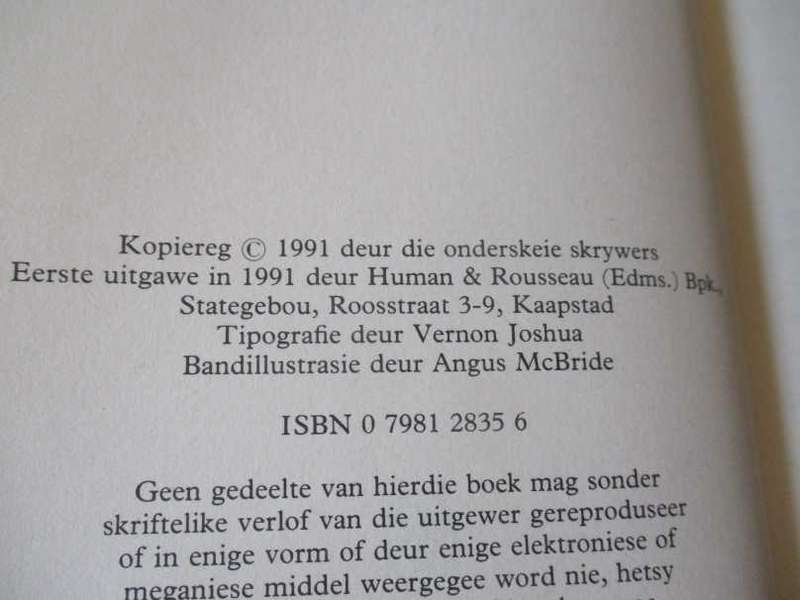 Kopiereg © 1991 deur die onderskeie skrywers
Eerste uitgawe in 1991 deur Human & Rousseau (Edms.) Bpk.,
Stategebou, Roosstraat 3-9, Kaapstad
Tipografie deur Vernon Joshua
Bandillustrasie deur Angus McBride
ISBN 0 7981 2835 6
Geen gedeelte van hierdie boek mag sonder
skriftelike verlof van die uitgewer gereproduseer
of in enige vorm of deur enige elektroniese of
meganiese middel weergegee word nie, hetsy